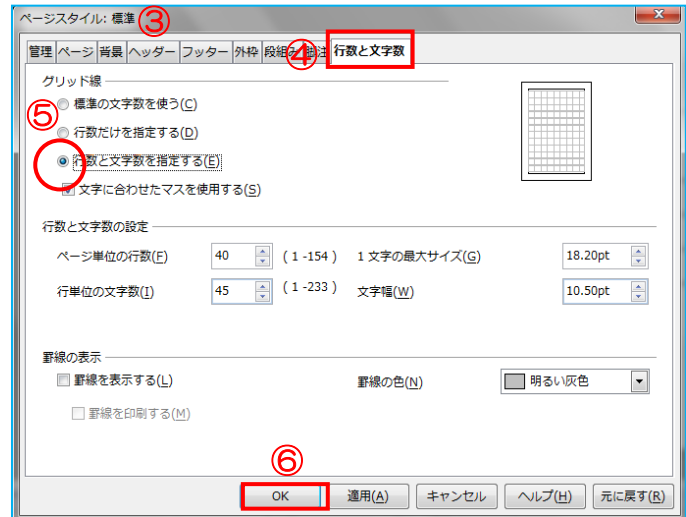 ページスタイル: 標準 ③
管理 ページ 背景 ヘッダー フッター 外枠 段組み 脚注 行数と文字数
④
グリッド線
標準の文字数を使う(C)
⑤
行数だけを指定する(D)
行数と文字数を指定する(E)
文字に合わせたマスを使用する(S)
行数と文字数の設定
ページ単位の行数(F) 40 (1-154) 1文字の最大サイズ(G) 18.20pt
行単位の文字数(I) 45 (1-233) 文字幅(W) 10.50pt
罫線の表示
罫線を表示する(L) 罫線の色(N) 明るい灰色
罫線を印刷する(M)
⑥
OK 適用(A) キャンセル ヘルプ(H) 元に戻す(R)